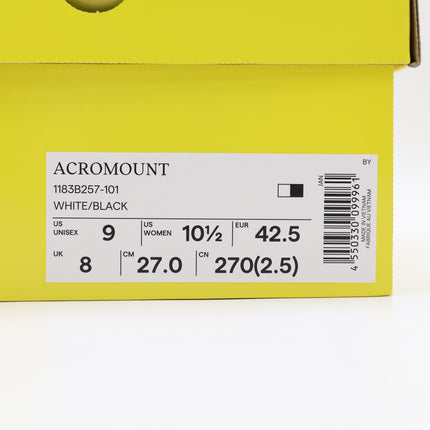 ACROMOUNT
1183B257-101
WHITE/BLACK
US UNISEX 9 US WOMEN 10½ EUR 42.5
UK 8 CM 27.0 CN 270(2.5)
JAN
4 550330 099961
MADE IN VIETNAM
FABRIQUÉ AU VIETNAM
BY